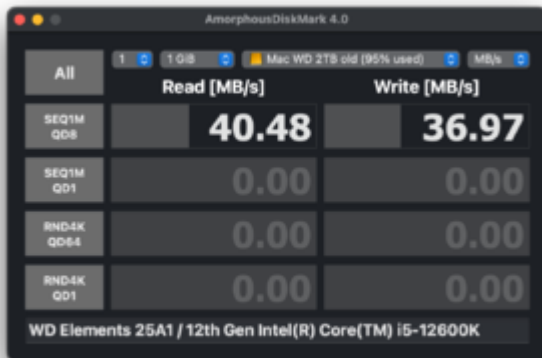 AmorphousDiskMark 4.0
All
1 1 GiB Mac WD 2TB old (95% used) MB/s
Read [MB/s] Write [MB/s]
SEQ1M
QD8
40.48 36.97
SEQ1M
QD1
0.00 0.00
RND4K
QD64
0.00 0.00
RND4K
QD1
0.00 0.00
WD Elements 25A1 / 12th Gen Intel(R) Core(TM) i5-12600K